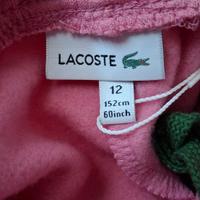 LACOSTE
12
152cm
60inch